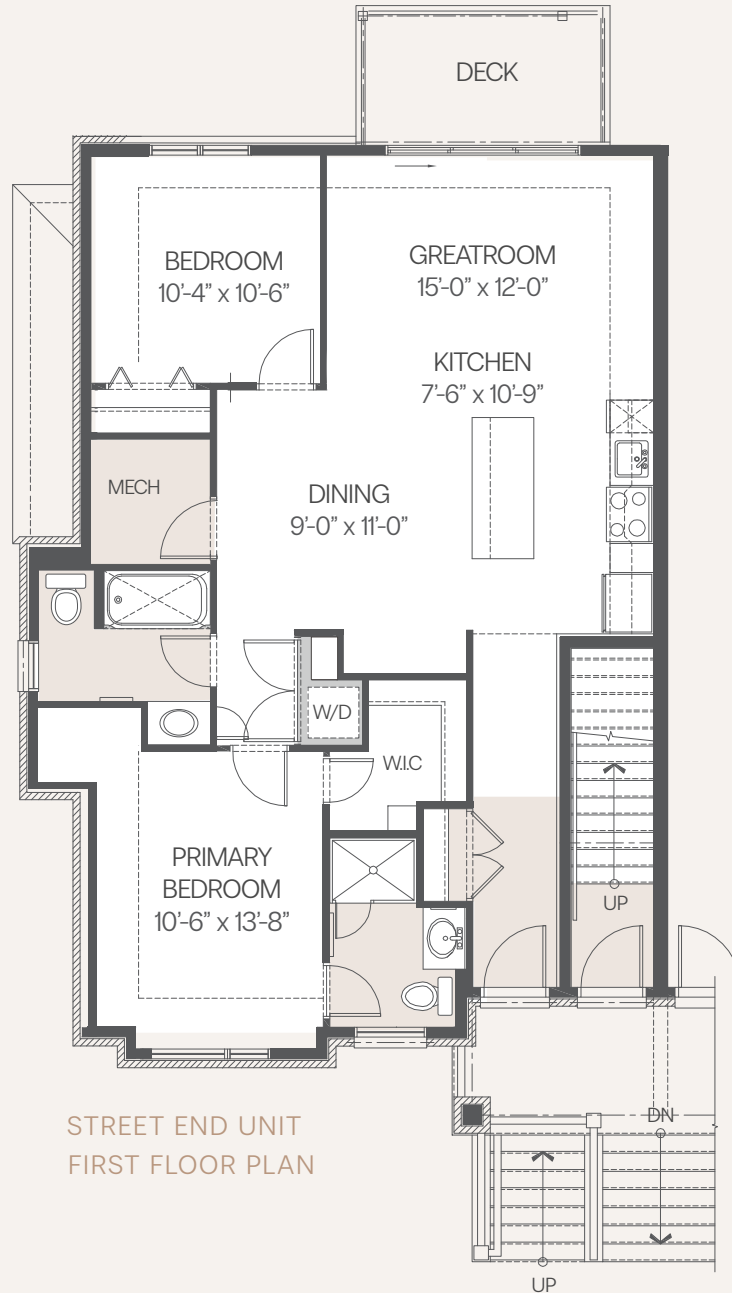 DECK
BEDROOM
10'-4" x 10'-6"
GREATROOM
15'-0" x 12'-0"
KITCHEN
7'-6" x 10'-9"
MECH
DINING
9'-0" x 11'-0"
W/D
W.I.C
PRIMARY
BEDROOM
10'-6" x 13'-8"
UP
DN
UP
STREET END UNIT
FIRST FLOOR PLAN